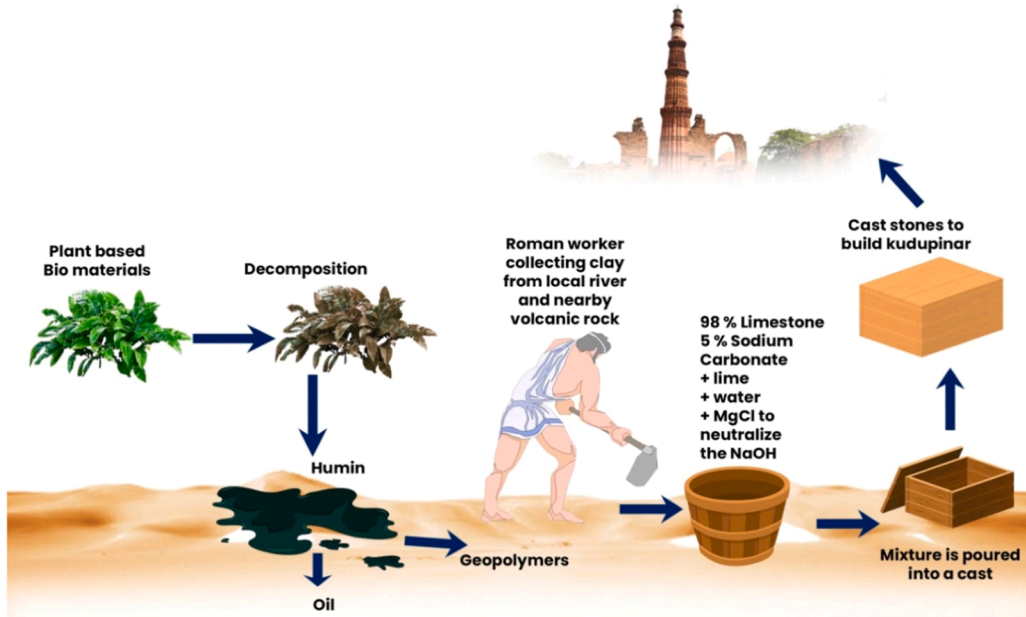 Plant based
Bio materials
Decomposition
Humin
Oil
Geopolymers
Roman worker
collecting clay
from local river
and nearby
volcanic rock
98 % Limestone
5 % Sodium
Carbonate
+ lime
+ water
+ MgCl to
neutralize
the NaOH
Mixture is poured
into a cast
Cast stones to
build kudupinar